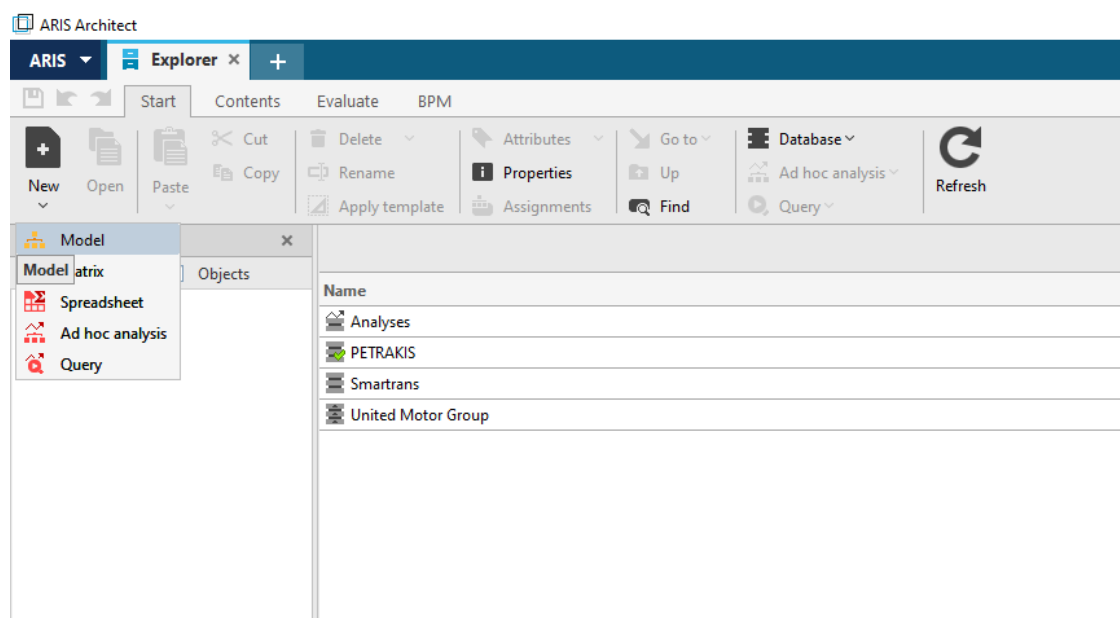 ARIS Architect
ARIS Explorer
Start Contents Evaluate BPM
Cut Delete Attributes Go to Database
Copy Rename Properties Up Ad hoc analysis
New Open Paste Refresh
Apply template Assignments Find Query
Model
Model atrix Objects
Spreadsheet
Ad hoc analysis
Query
Name
Analyses
PETRAKIS
Smartrans
United Motor Group